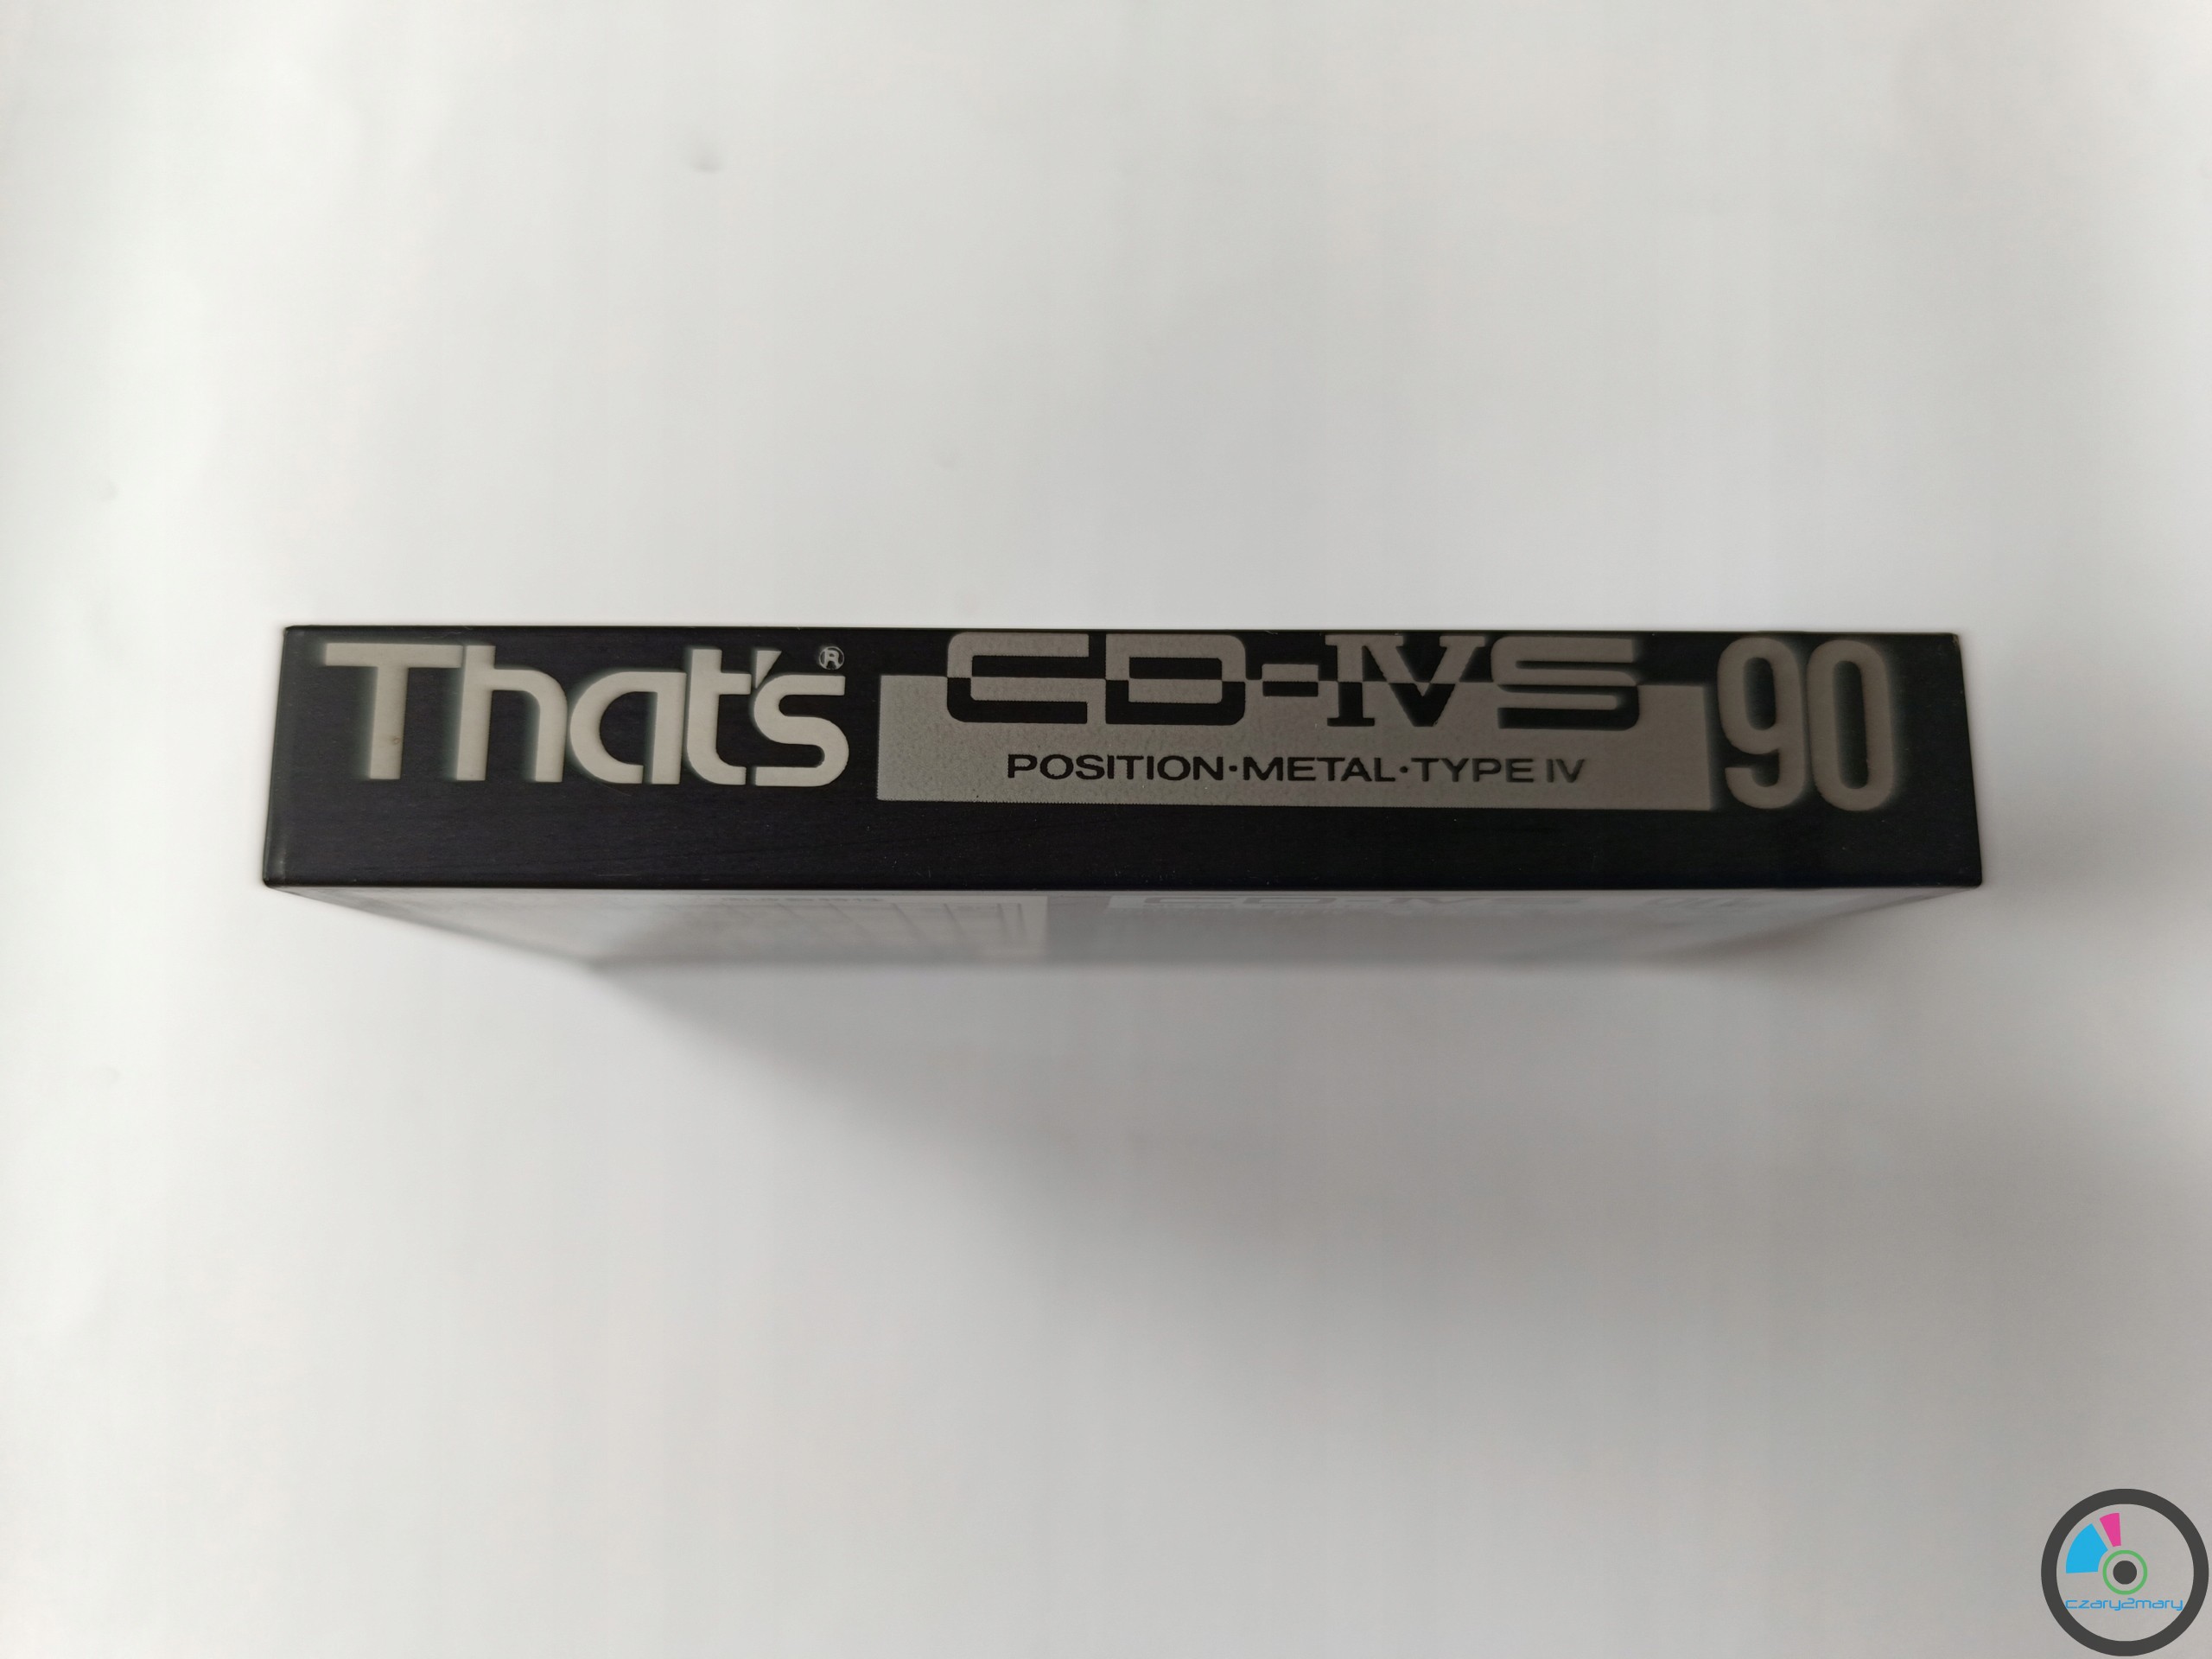 That's® CD-IVS 90
POSITION·METAL·TYPE IV
czary2mary